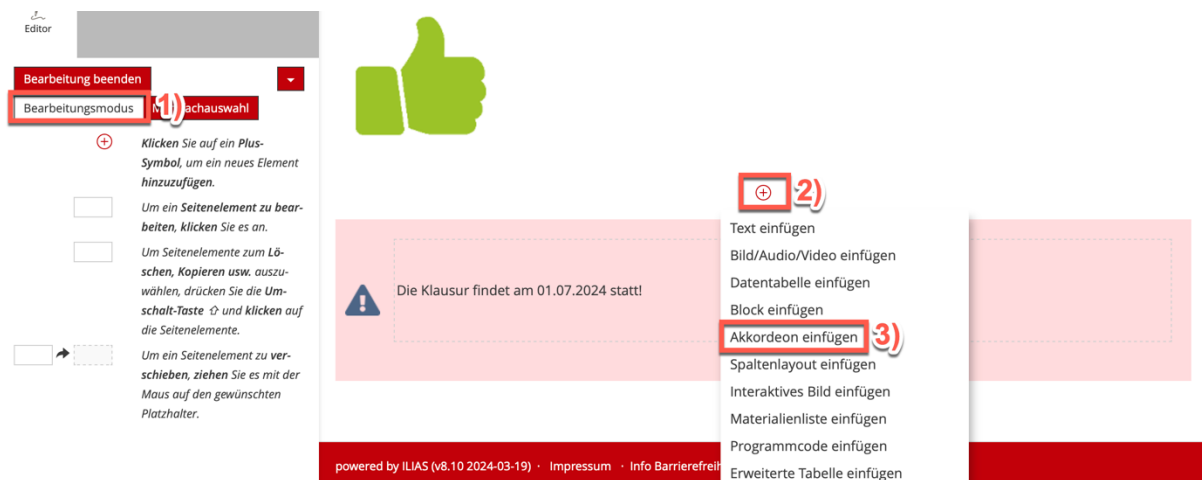 Editor
Bearbeitung beenden
Bearbeitungsmodus
1)
achauswahl
Klicken Sie auf ein Plus-
Symbol, um ein neues Element
hinzuzufügen.
Um ein Seitenelement zu bear-
beiten, klicken Sie es an.
Um Seitenelemente zum Lö-
schen, Kopieren usw. auszu-
wählen, drücken Sie die Um-
schalt-Taste ⇧ und klicken auf
die Seitenelemente.
Um ein Seitenelement zu ver-
schieben, ziehen Sie es mit der
Maus auf den gewünschten
Platzhalter.
2)
Text einfügen
Bild/Audio/Video einfügen
Datentabelle einfügen
Block einfügen
Akkordeon einfügen 3)
Spaltenlayout einfügen
Interaktives Bild einfügen
Materialienliste einfügen
Programmcode einfügen
Erweiterte Tabelle einfügen
Die Klausur findet am 01.07.2024 statt!
powered by ILIAS (v8.10 2024-03-19) · Impressum · Info Barrierefreih